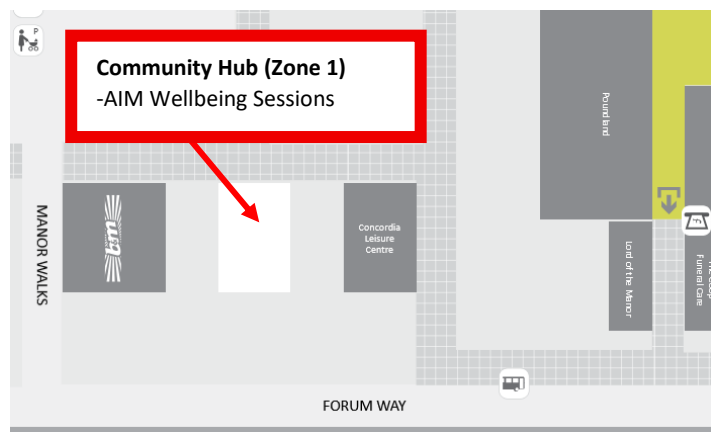 P
Community Hub (Zone 1)
-AIM Wellbeing Sessions
Poundland
MANOR WALKS
b&m
Concordia
Leisure
Centre
Lord of the Manor
Funeral Care
FORUM WAY